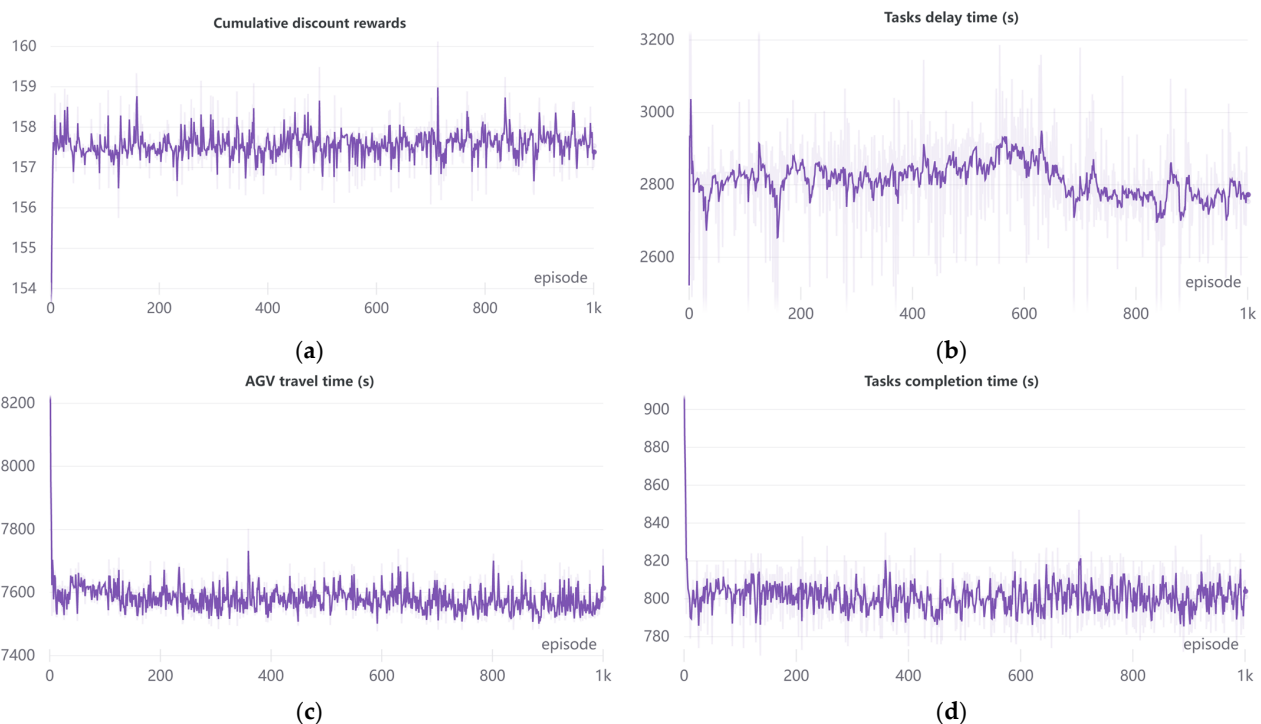 Cumulative discount rewards
160
159
158
157
156
155
154
episode
0 200 400 600 800 1k
(a)
Tasks delay time (s)
3200
3000
2800
2600
episode
0 200 400 600 800 1k
(b)
AGV travel time (s)
8200
8000
7800
7600
7400
episode
0 200 400 600 800 1k
(c)
Tasks completion time (s)
900
880
860
840
820
800
780
episode
0 200 400 600 800 1k
(d)